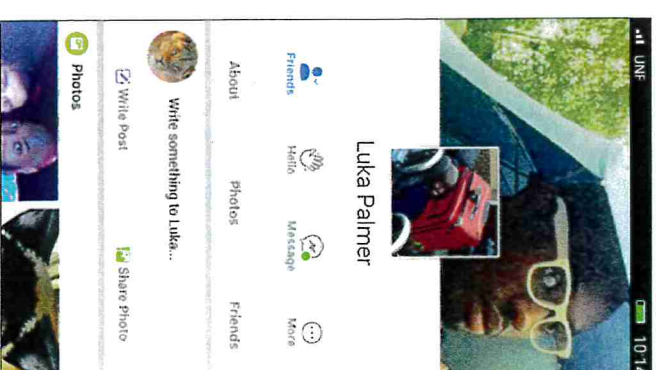 UNF 10:14
Luka Palmer
Friends Hello Message More
About Photos Friends
Write something to Luka...
Write Post Share Photo
Photos